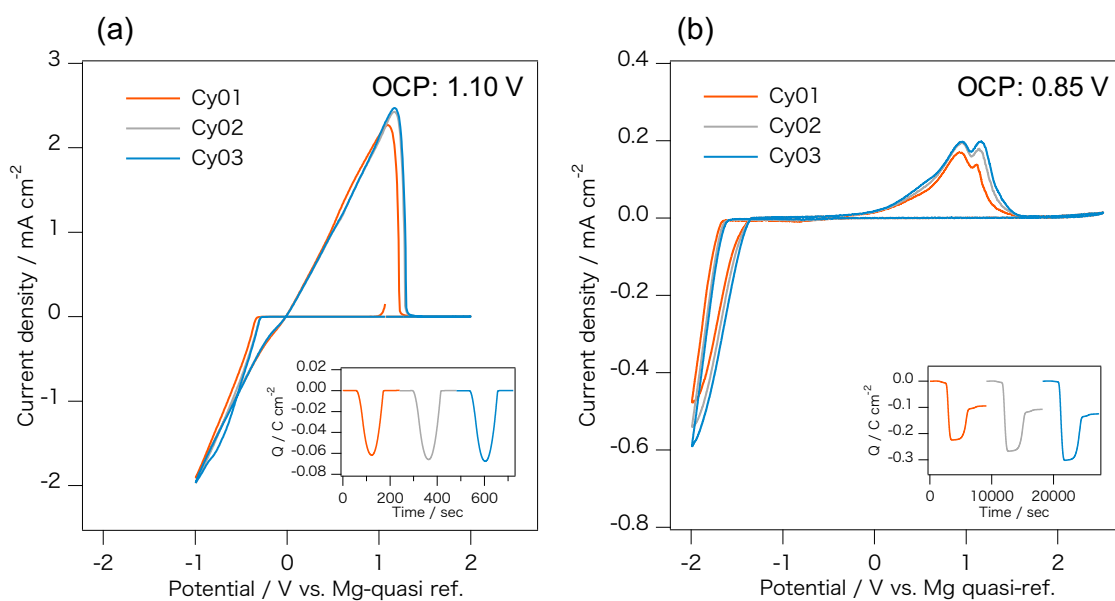 (a)
OCP: 1.10 V
Cy01
Cy02
Cy03
Current density / mA cm-2
3
2
1
0
-1
-2
-2 -1 0 1 2
Potential / V vs. Mg-quasi ref.
Q / C cm-2
0.02
0.00
-0.02
-0.04
-0.06
-0.08
0 200 400 600
Time / sec
(b)
OCP: 0.85 V
Cy01
Cy02
Cy03
Current density / mA cm-2
0.4
0.2
0.0
-0.2
-0.4
-0.6
-0.8
-2 -1 0 1 2
Potential / V vs. Mg quasi-ref.
Q / C cm-2
0.0
-0.1
-0.2
-0.3
0 10000 20000
Time / sec